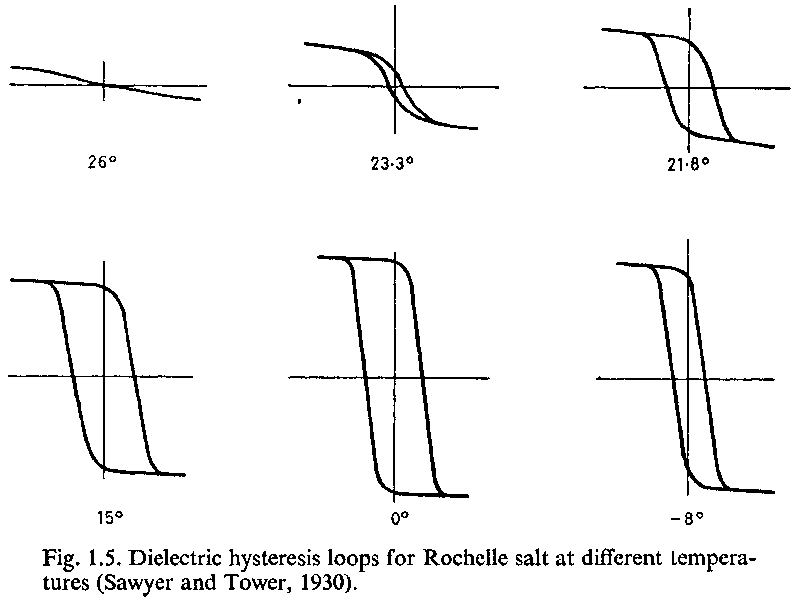 26° 23·3° 21·8°
15° 0° -8°
Fig. 1.5. Dielectric hysteresis loops for Rochelle salt at different tempera-
tures (Sawyer and Tower, 1930).